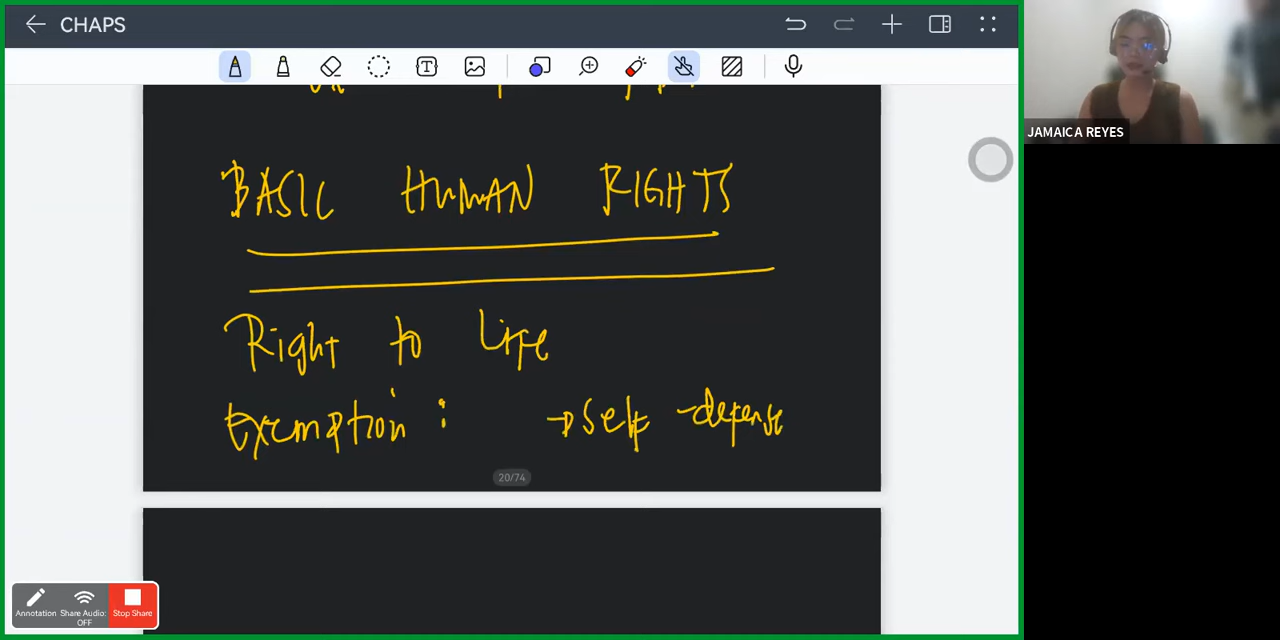 CHAPS
JAMAICA REYES
BASIC HUMAN RIGHTS
Right to Life
Exemption : → self-defense
20/74
Annotation
Share Audio: OFF
Stop Share